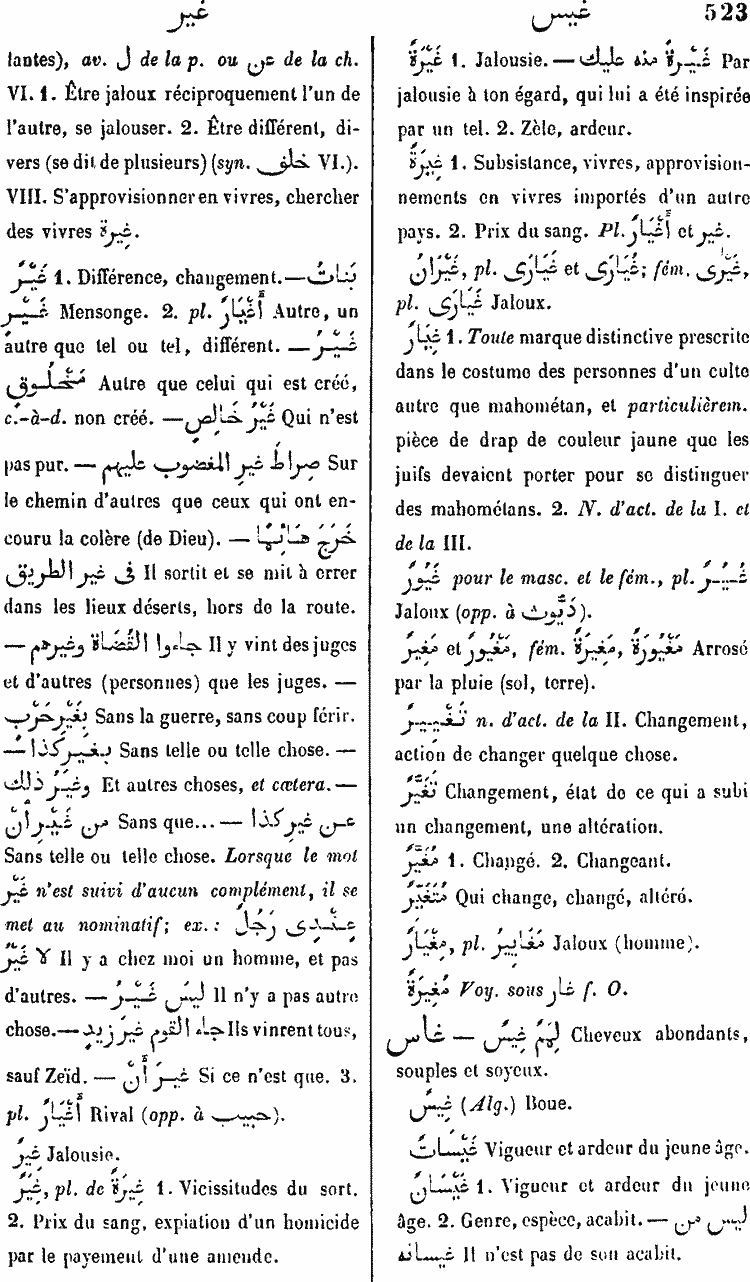 غير
غيس
523
tantes), av. ل de la p. ou عن de la ch.
VI. 1. Être jaloux réciproquement l'un de
l'autre, se jalouser. 2. Être différent, di-
vers (se dit de plusieurs) (syn. خلف VI.).
VIII. S'approvisionner en vivres, chercher
des vivres غيرة.
غَيْرٌ 1. Différence, changement.—بَنَاتُ
غَيْرٍ Mensonge. 2. pl. أَغْيَارٌ Autre, un
autre que tel ou tel, différent. — غَيْرُ
مَخْلُوقٍ Autre que celui qui est créé,
c.-à-d. non créé. — غَيْرُ خَالِصٍ Qui n'est
pas pur. — صراط غير المغضوب عليهم Sur
le chemin d'autres que ceux qui ont en-
couru la colère (de Dieu). — خَرَجَ هَائِمًا
فى غير الطريق Il sortit et se mit à errer
dans les lieux déserts, hors de la route.
— جاءوا القُضَاة وغيرهم Il y vint des juges
et d'autres (personnes) que les juges. —
بِغَيْرِ حَرْبٍ Sans la guerre, sans coup férir.
— بغير كذا Sans telle ou telle chose. —
وغَيْرُ ذلك Et autres choses, et cætera.—
من غَيْرِ أَنْ Sans que... — عن غير كذا
Sans telle ou telle chose. Lorsque le mot
غَيْر n'est suivi d'aucun complément, il se
met au nominatif; ex.: عِنْدِى رَجُلٌ
لا غَيْرُ Il y a chez moi un homme, et pas
d'autres. — لَيْسَ غَيْرُ Il n'y a pas autre
chose.— جاء القوم غيرَ زيدٍ Ils vinrent tous,
sauf Zeïd. — غير أَنْ Si ce n'est que. 3.
pl. أَغْيَارٌ Rival (opp. à حبيب).
غِيرٌ Jalousie.
غِيَرٌ, pl. de غِيرَةٌ 1. Vicissitudes du sort.
2. Prix du sang, expiation d'un homicide
par le payement d'une amende.
غَيْرَةٌ 1. Jalousie.— غَيْرَةً منه عليك Par
jalousie à ton égard, qui lui a été inspirée
par un tel. 2. Zèle, ardeur.
غِيرَةٌ 1. Subsistance, vivres, approvision-
nements en vivres importés d'un autre
pays. 2. Prix du sang. Pl. أَغْيَارٌ et غِيَر.
غَيْرَانُ, pl. غَيَارَى et غُيَارَى; fém. غَيْرَى,
pl. غَيَارَى Jaloux.
غِيَارٌ 1. Toute marque distinctive prescrite
dans le costume des personnes d'un culte
autre que mahométan, et particulièrem.
pièce de drap de couleur jaune que les
juifs devaient porter pour se distinguer
des mahométans. 2. N. d'act. de la I. et
de la III.
غَيُورٌ pour le masc. et le fém., pl. غُيُرٌ
Jaloux (opp. à دَيُّوث).
مَغِيرٌ et مَغْيُورٌ, fém. مَغِيرَةٌ, مَغْيُورَةٌ Arrosé
par la pluie (sol, terre).
تَغْيِيرٌ n. d'act. de la II. Changement,
action de changer quelque chose.
تَغَيُّرٌ Changement, état de ce qui a subi
un changement, une altération.
مُغَيَّرٌ 1. Changé. 2. Changeant.
مُتَغَيِّرٌ Qui change, changé, altéré.
مِغْيَارٌ, pl. مَغَايِيرُ Jaloux (homme).
مُغِيرَةٌ Voy. sous غار f. O.
غاس — لِمَمٌ غِيسٌ Cheveux abondants,
souples et soyeux.
غِيسٌ (Alg.) Boue.
غَيْسَاتٌ Vigueur et ardeur du jeune âge.
غَيْسَانٌ 1. Vigueur et ardeur du jeune
âge. 2. Genre, espèce, acabit.— ليس من
غيسانه Il n'est pas de son acabit.